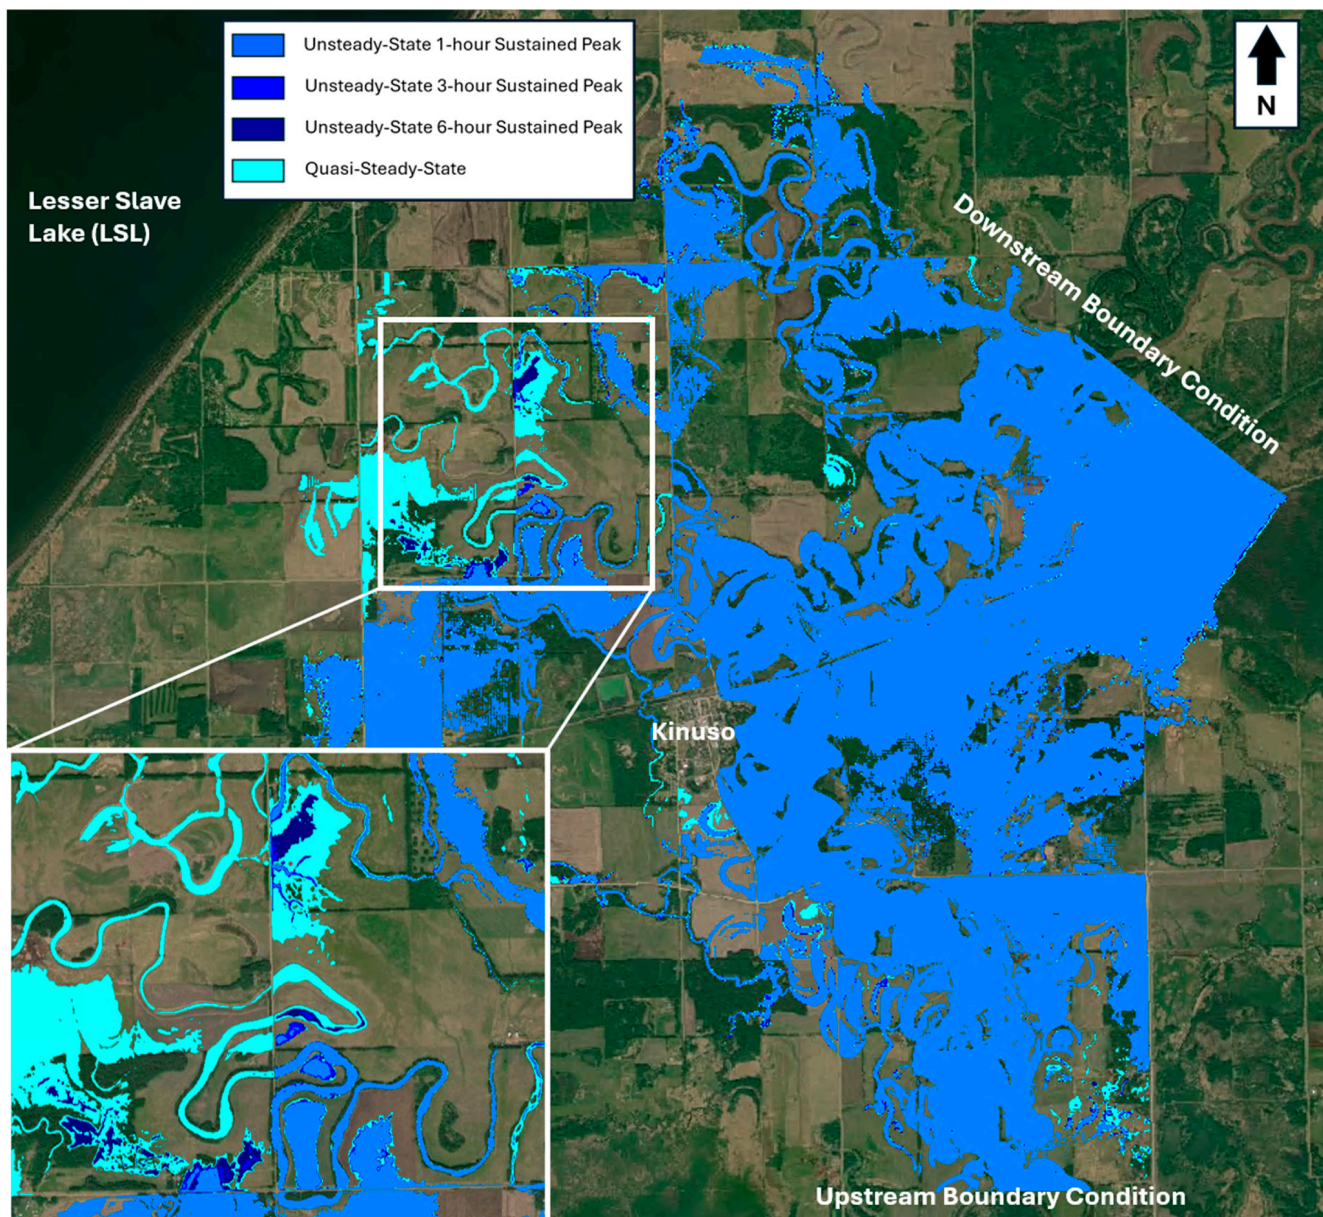 Unsteady-State 1-hour Sustained Peak
Unsteady-State 3-hour Sustained Peak
Unsteady-State 6-hour Sustained Peak
Quasi-Steady-State
N
Lesser Slave
Lake (LSL)
Downstream Boundary Condition
Kinuso
Upstream Boundary Condition